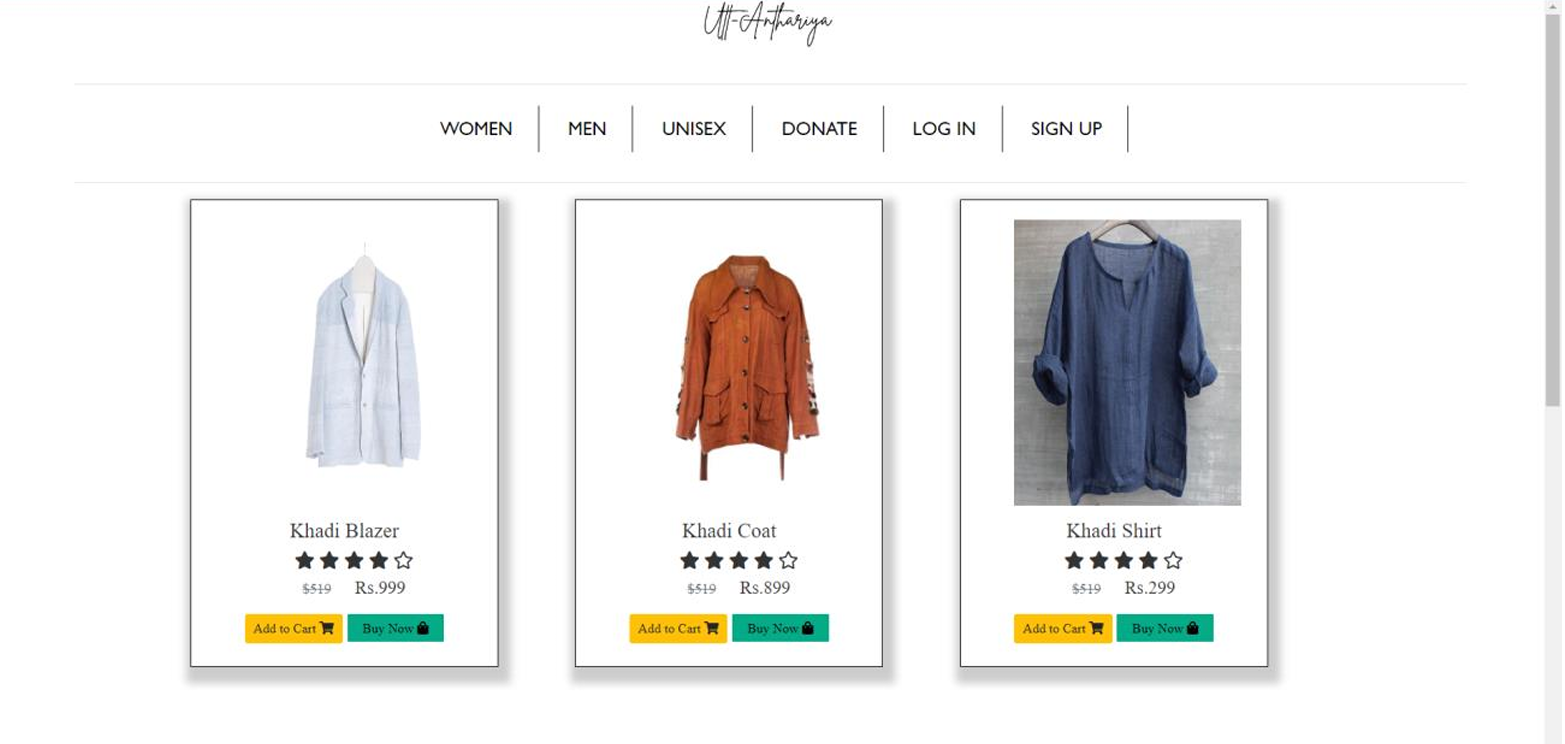 Utt-Anthariya
WOMEN MEN UNISEX DONATE LOG IN SIGN UP
Khadi Blazer
$519 Rs.999
Add to Cart Buy Now
Khadi Coat
$519 Rs.899
Add to Cart Buy Now
Khadi Shirt
$519 Rs.299
Add to Cart Buy Now